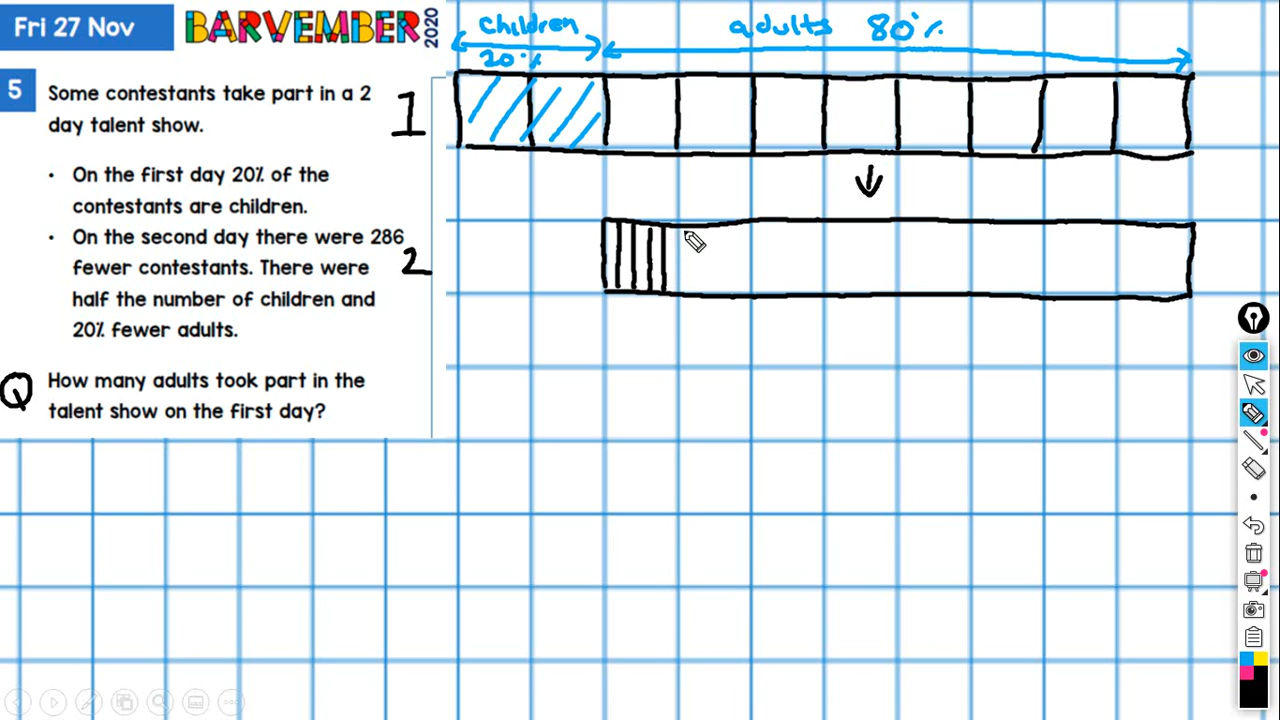 Fri 27 Nov
BARVEMBER 2020
children
adults 80%
20%
5 Some contestants take part in a 2
day talent show.
1
• On the first day 20% of the
contestants are children.
• On the second day there were 286
fewer contestants. There were
2
half the number of children and
20% fewer adults.
Q How many adults took part in the
talent show on the first day?